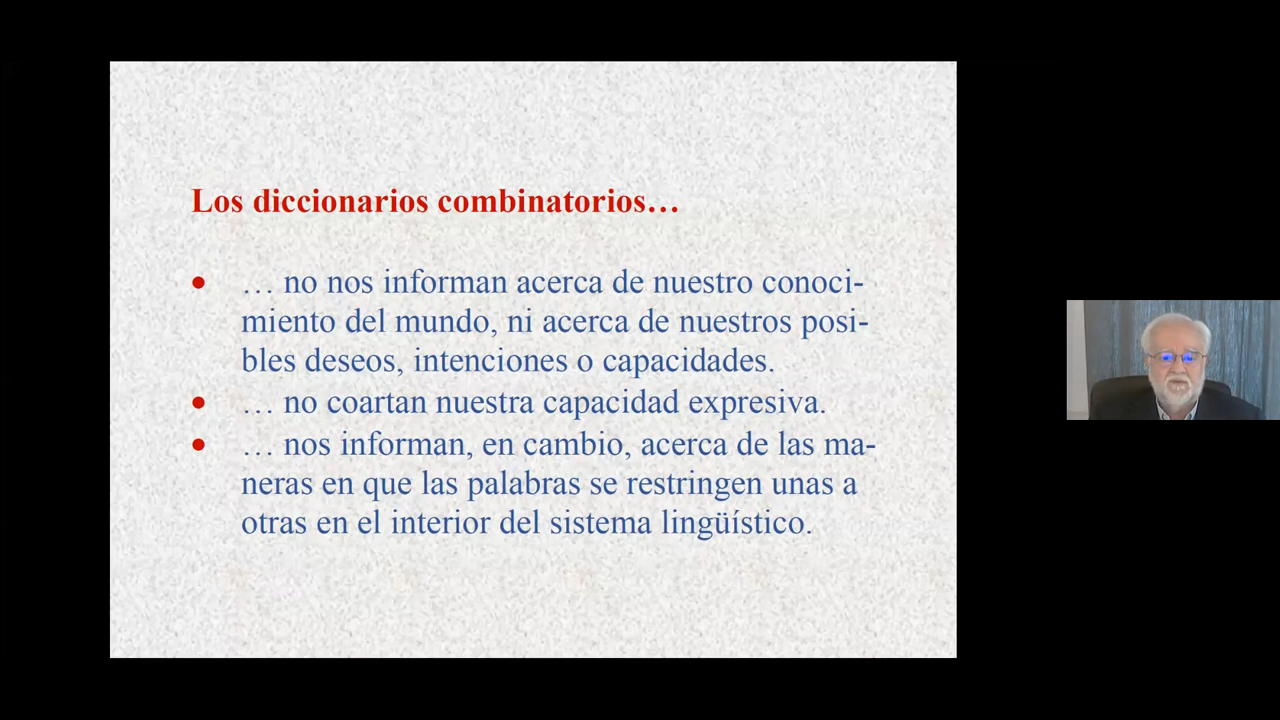 Los diccionarios combinatorios…
• … no nos informan acerca de nuestro conoci-
miento del mundo, ni acerca de nuestros posi-
bles deseos, intenciones o capacidades.
• … no coartan nuestra capacidad expresiva.
• … nos informan, en cambio, acerca de las ma-
neras en que las palabras se restringen unas a
otras en el interior del sistema lingüístico.